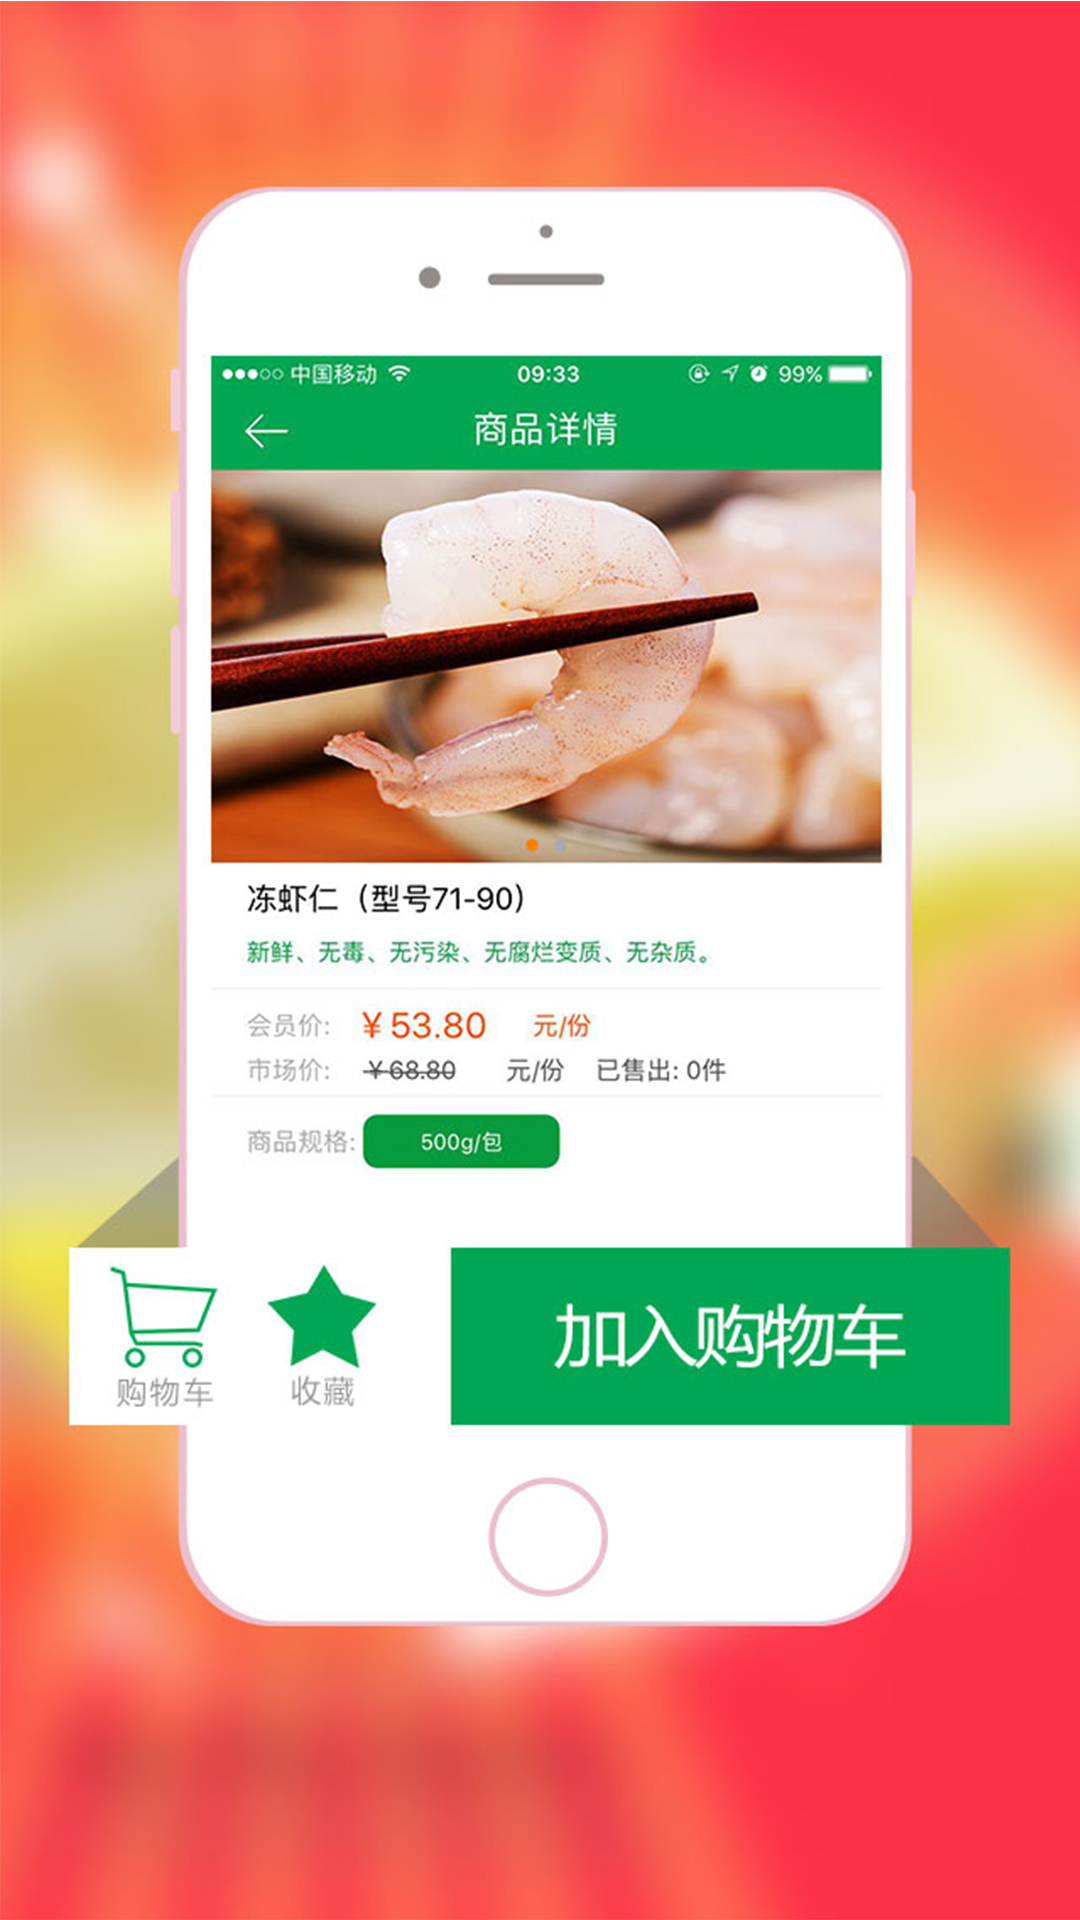 中国移动 09:33 99%
商品详情
冻虾仁（型号71-90）
新鲜、无毒、无污染、无腐烂变质、无杂质。
会员价: ￥53.80 元/份
市场价: ￥68.80 元/份 已售出: 0件
商品规格: 500g/包
加入购物车
购物车 收藏